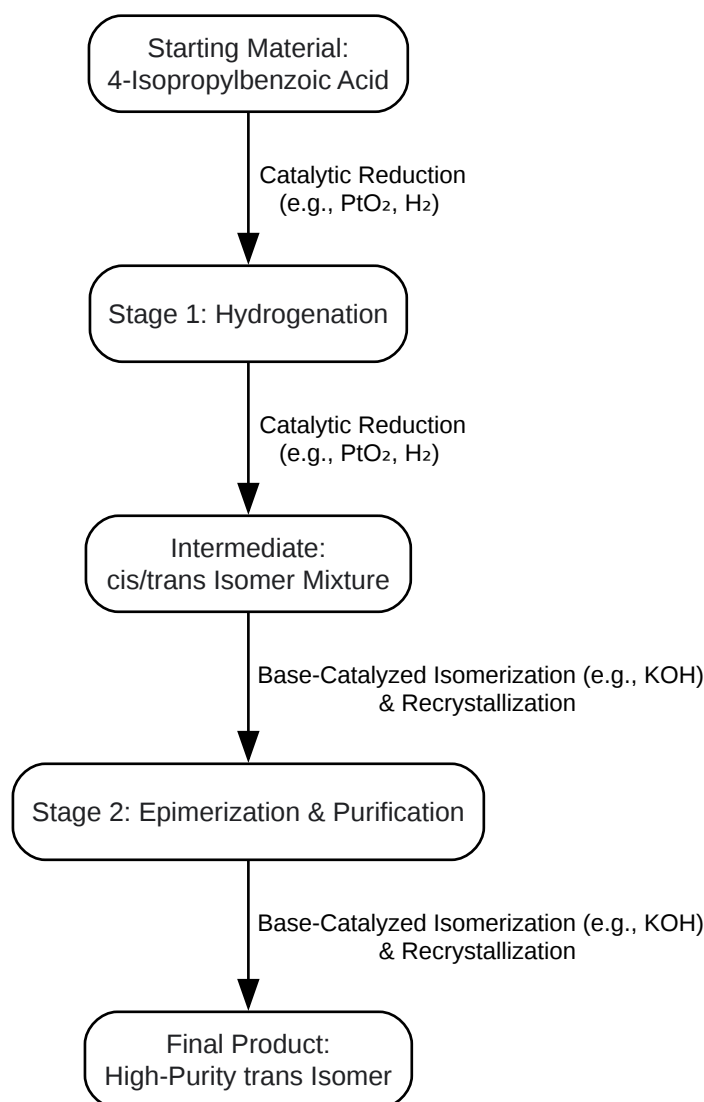 Starting Material:
4-Isopropylbenzoic Acid
Catalytic Reduction
(e.g., PtO₂, H₂)
Stage 1: Hydrogenation
Catalytic Reduction
(e.g., PtO₂, H₂)
Intermediate:
cis/trans Isomer Mixture
Base-Catalyzed Isomerization (e.g., KOH)
& Recrystallization
Stage 2: Epimerization & Purification
Base-Catalyzed Isomerization (e.g., KOH)
& Recrystallization
Final Product:
High-Purity trans Isomer